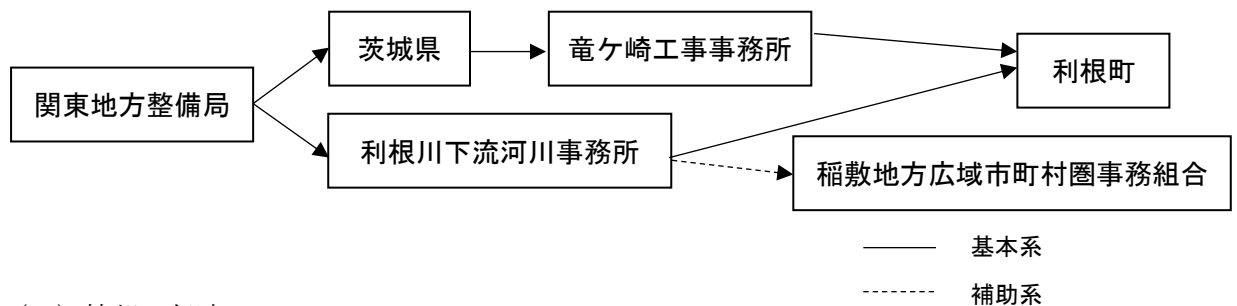 茨城県
竜ケ崎工事事務所
利根町
関東地方整備局
利根川下流河川事務所
稲敷地方広域市町村圏事務組合
基本系
補助系